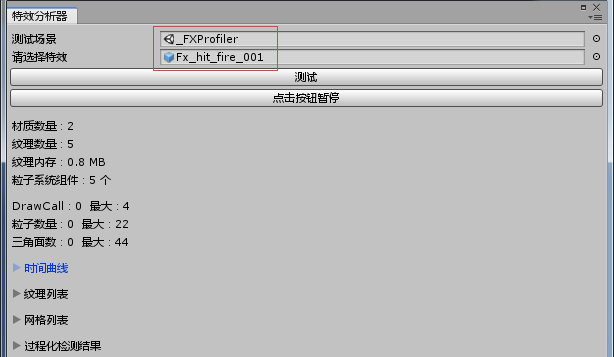 特效分析器
测试场景 _FXProfiler
请选择特效 Fx_hit_fire_001
测试
点击按钮暂停
材质数量 : 2
纹理数量 : 5
纹理内存 : 0.8 MB
粒子系统组件 : 5 个
DrawCall : 0 最大 : 4
粒子数量 : 0 最大 : 22
三角面数 : 0 最大 : 44
时间曲线
纹理列表
网格列表
过程化检测结果